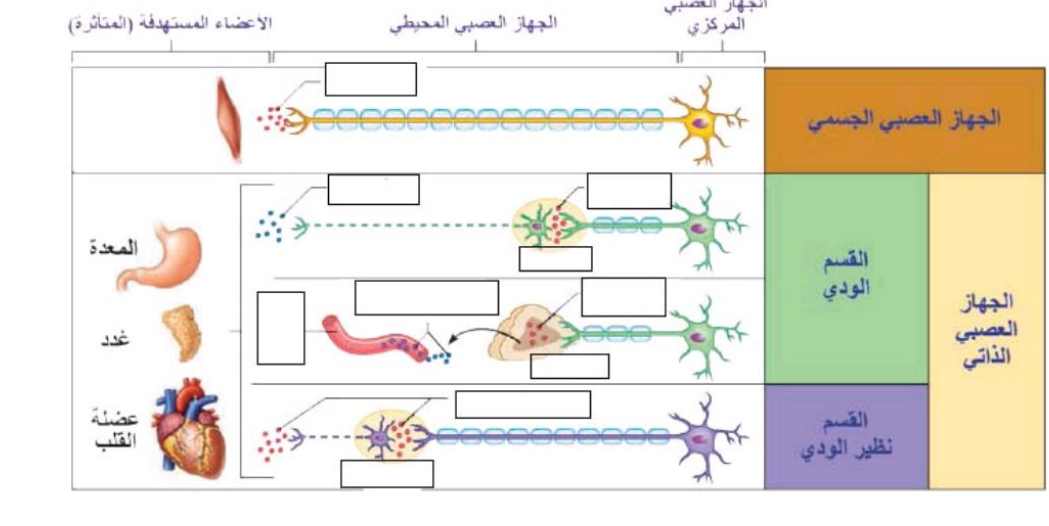 الجهاز العصبي
المركزي
الجهاز العصبي المحيطي
الأعضاء المستهدفة (المتأثرة)
الجهاز العصبي الجسمي
القسم
الودي
الجهاز
العصبي
الذاتي
القسم
نظير الودي
المعدة
غدد
عضلة
القلب